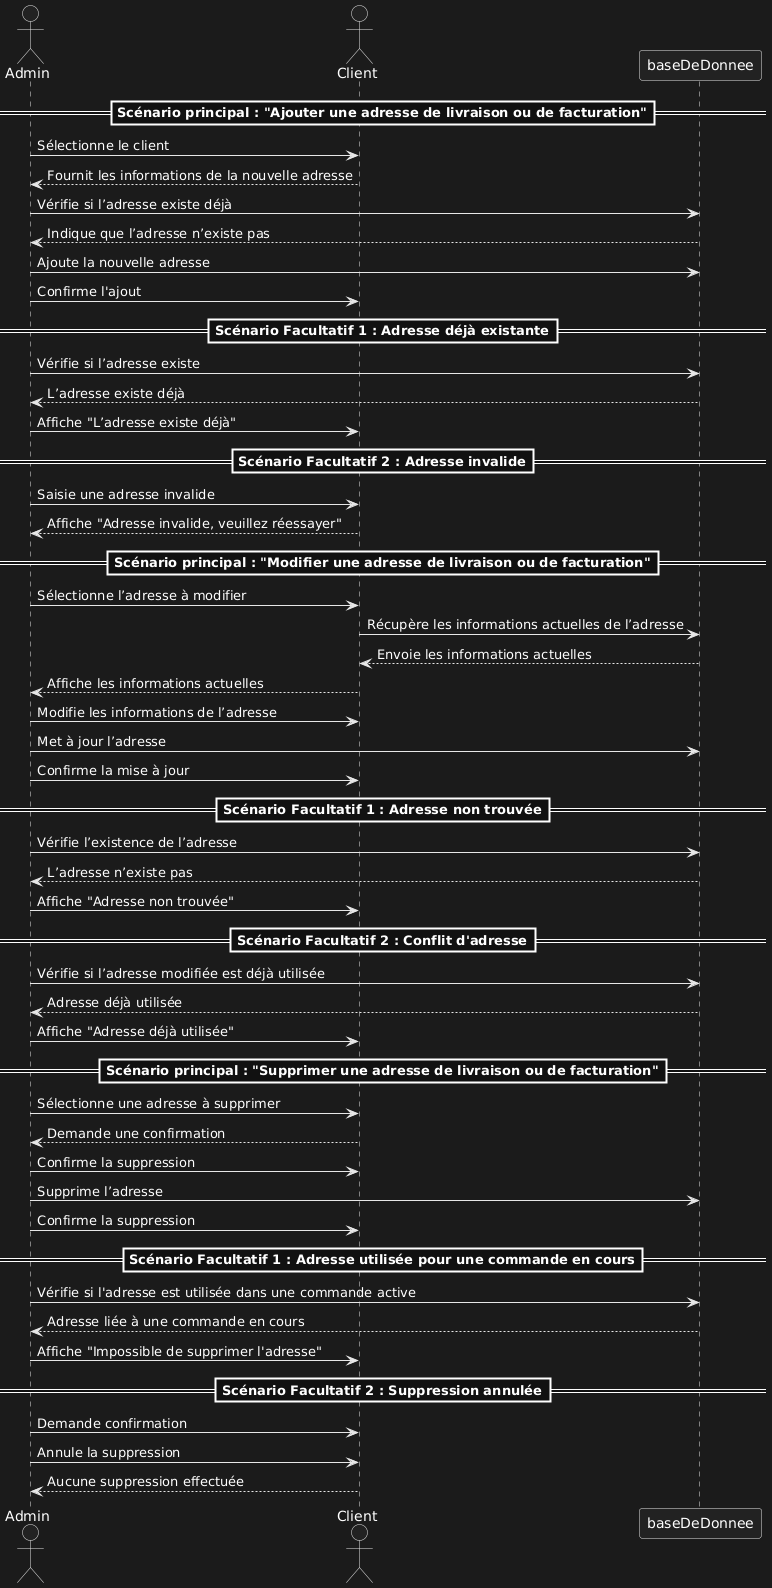 Admin
Client
baseDeDonnee
Scénario principal : "Ajouter une adresse de livraison ou de facturation"
Sélectionne le client
Fournit les informations de la nouvelle adresse
Vérifie si l’adresse existe déjà
Indique que l’adresse n’existe pas
Ajoute la nouvelle adresse
Confirme l'ajout
Scénario Facultatif 1 : Adresse déjà existante
Vérifie si l’adresse existe
L’adresse existe déjà
Affiche "L’adresse existe déjà"
Scénario Facultatif 2 : Adresse invalide
Saisie une adresse invalide
Affiche "Adresse invalide, veuillez réessayer"
Scénario principal : "Modifier une adresse de livraison ou de facturation"
Sélectionne l’adresse à modifier
Récupère les informations actuelles de l’adresse
Envoie les informations actuelles
Affiche les informations actuelles
Modifie les informations de l’adresse
Met à jour l’adresse
Confirme la mise à jour
Scénario Facultatif 1 : Adresse non trouvée
Vérifie l’existence de l’adresse
L’adresse n’existe pas
Affiche "Adresse non trouvée"
Scénario Facultatif 2 : Conflit d'adresse
Vérifie si l’adresse modifiée est déjà utilisée
Adresse déjà utilisée
Affiche "Adresse déjà utilisée"
Scénario principal : "Supprimer une adresse de livraison ou de facturation"
Sélectionne une adresse à supprimer
Demande une confirmation
Confirme la suppression
Supprime l’adresse
Confirme la suppression
Scénario Facultatif 1 : Adresse utilisée pour une commande en cours
Vérifie si l'adresse est utilisée dans une commande active
Adresse liée à une commande en cours
Affiche "Impossible de supprimer l'adresse"
Scénario Facultatif 2 : Suppression annulée
Demande confirmation
Annule la suppression
Aucune suppression effectuée
Admin
Client
baseDeDonnee